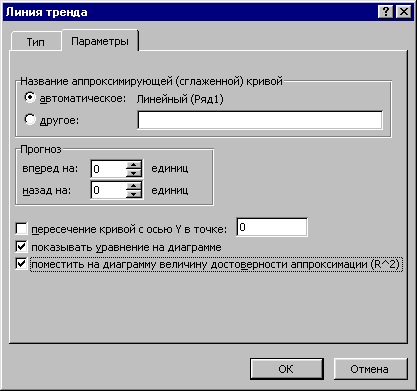 Линия тренда
Тип Параметры
Название аппроксимирующей (сглаженной) кривой
автоматическое: Линейный (Ряд1)
другое:
Прогноз
вперед на: 0 единиц
назад на: 0 единиц
пересечение кривой с осью Y в точке: 0
показывать уравнение на диаграмме
поместить на диаграмму величину достоверности аппроксимации (R^2)
OK Отмена